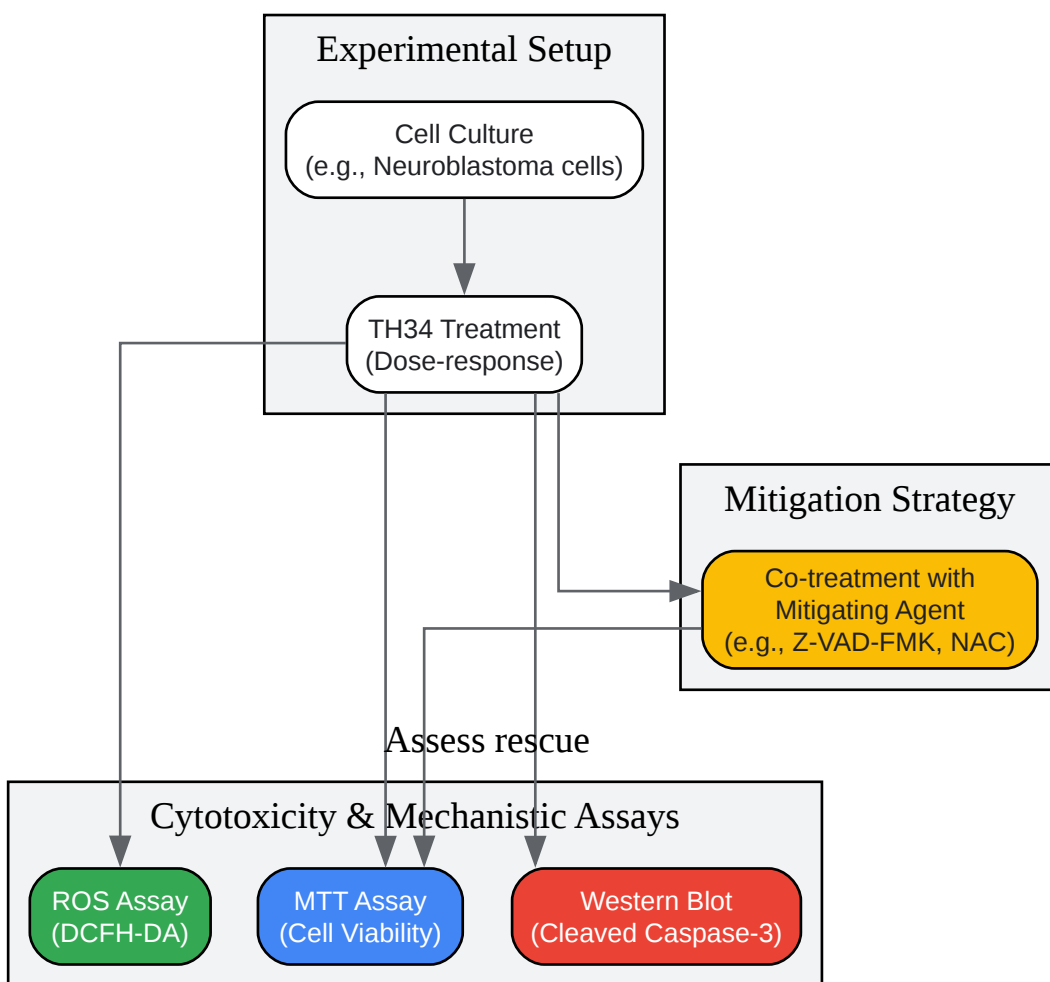 Experimental Setup
Cell Culture
(e.g., Neuroblastoma cells)
TH34 Treatment
(Dose-response)
Mitigation Strategy
Co-treatment with
Mitigating Agent
(e.g., Z-VAD-FMK, NAC)
Assess rescue
Cytotoxicity & Mechanistic Assays
ROS Assay
(DCFH-DA)
MTT Assay
(Cell Viability)
Western Blot
(Cleaved Caspase-3)